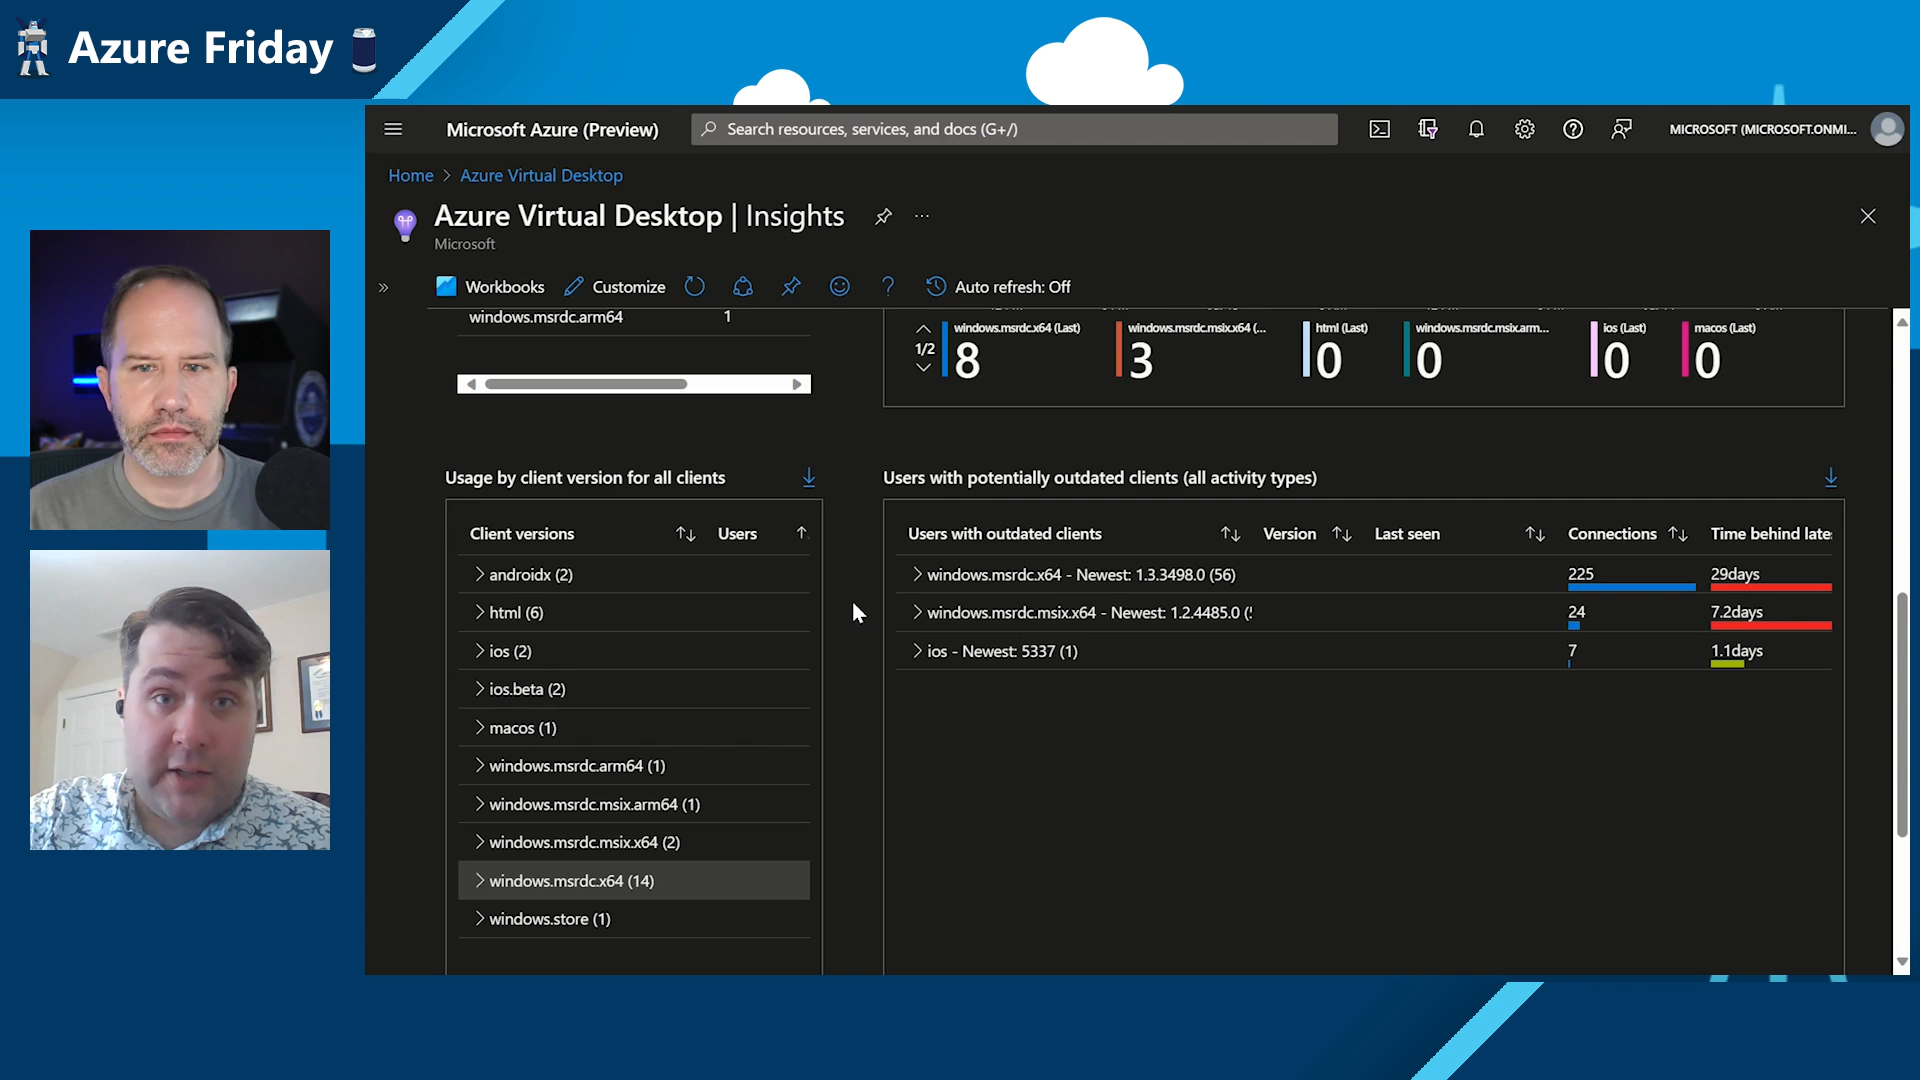 Azure Friday
Microsoft Azure (Preview)
Search resources, services, and docs (G+/)
MICROSOFT (MICROSOFT.ONMI...
Home > Azure Virtual Desktop
Azure Virtual Desktop | Insights
Microsoft
Workbooks
Customize
Auto refresh: Off
windows.msrdc.arm64 1
1/2
windows.msrdc.x64 (Last)
8
windows.msrdc.msix.x64 (...
3
html (Last)
0
windows.msrdc.msix.arm...
0
ios (Last)
0
macos (Last)
0
Usage by client version for all clients
Client versions Users
androidx (2)
html (6)
ios (2)
ios.beta (2)
macos (1)
windows.msrdc.arm64 (1)
windows.msrdc.msix.arm64 (1)
windows.msrdc.msix.x64 (2)
windows.msrdc.x64 (14)
windows.store (1)
Users with potentially outdated clients (all activity types)
Users with outdated clients Version Last seen Connections Time behind late
windows.msrdc.x64 - Newest: 1.3.3498.0 (56) 225 29days
windows.msrdc.msix.x64 - Newest: 1.2.4485.0 ( 24 7.2days
ios - Newest: 5337 (1) 7 1.1days